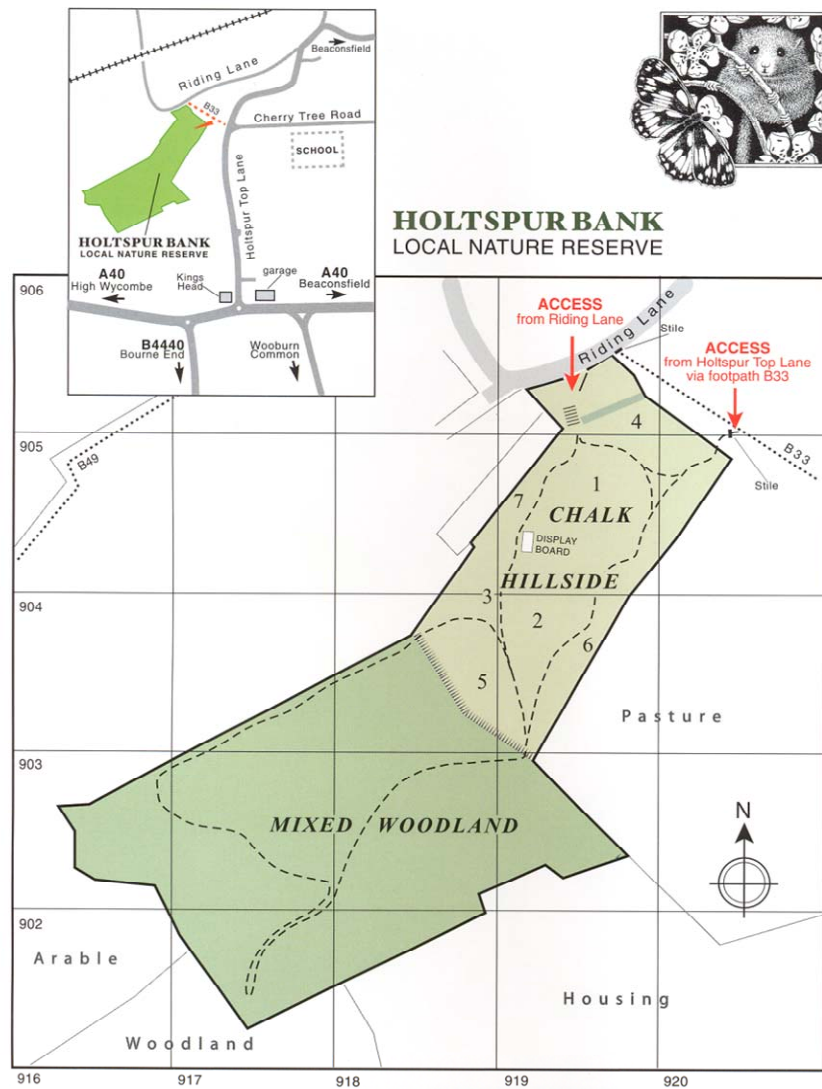 Beaconsfield
Riding Lane
B33
Cherry Tree Road
SCHOOL
Holtspur Top Lane
HOLTSPUR BANK
LOCAL NATURE RESERVE
A40
High Wycombe
Kings
Head
garage
A40
Beaconsfield
B4440
Bourne End
Wooburn
Common
HOLTSPUR BANK
LOCAL NATURE RESERVE
906
ACCESS
from Riding Lane
Riding Lane
Stile
ACCESS
from Holtspur Top Lane
via footpath B33
905
B49
4
B33
Stile
1
7
CHALK
DISPLAY
BOARD
HILLSIDE
904
3
2
6
5
Pasture
903
MIXED WOODLAND
N
902
Arable
Housing
Woodland
916
917
918
919
920